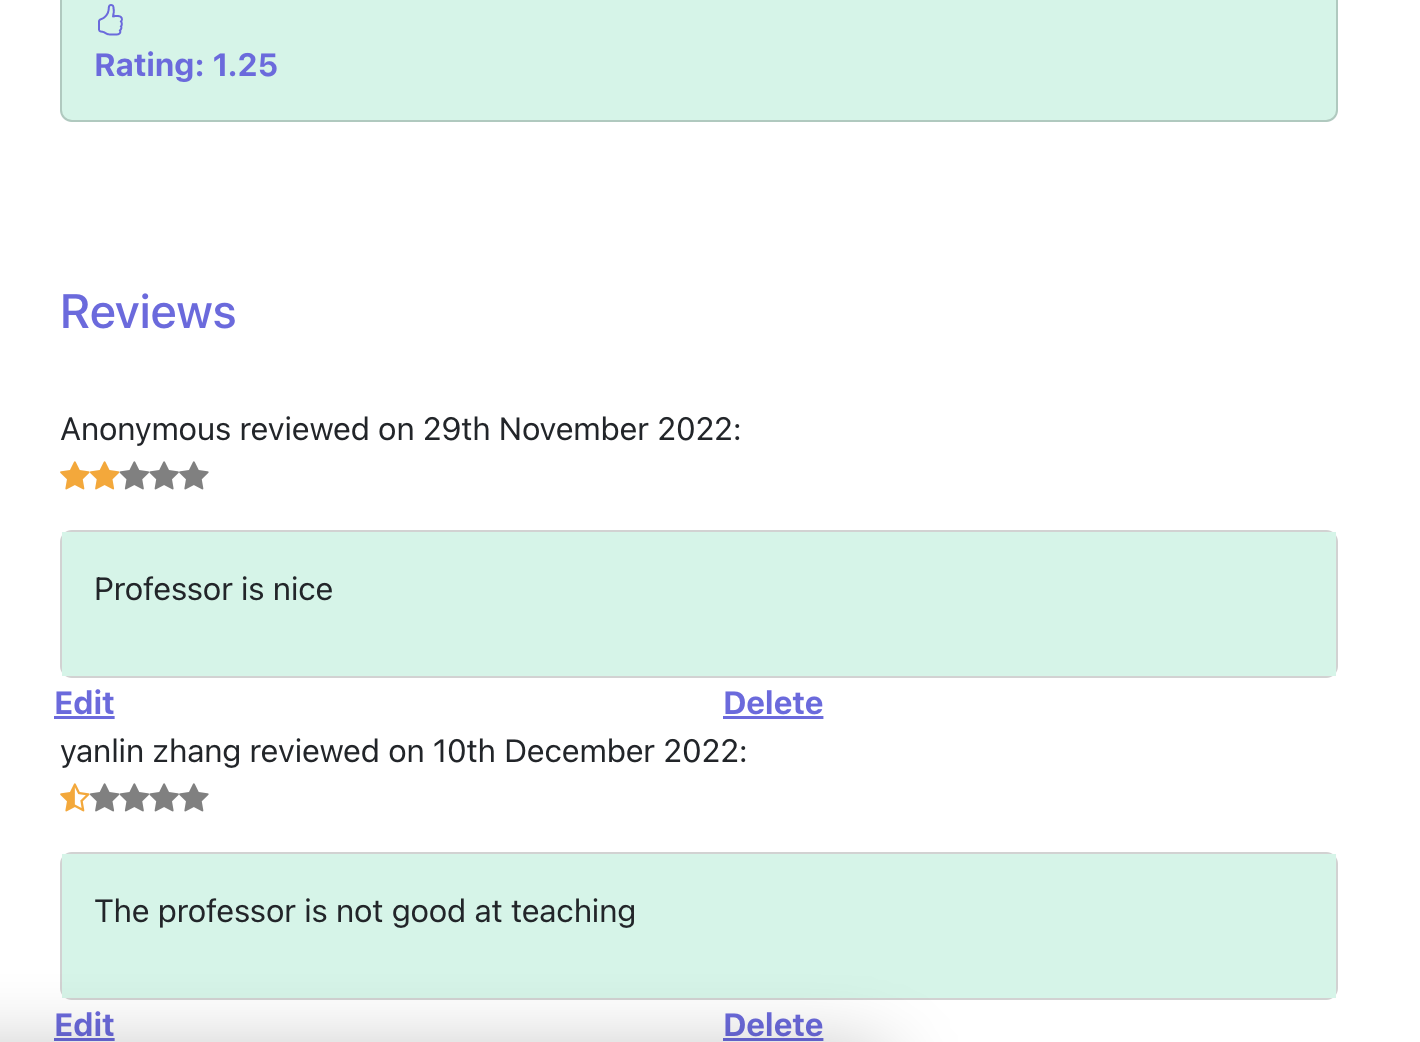 Rating: 1.25
Reviews
Anonymous reviewed on 29th November 2022:
Professor is nice
Edit Delete
yanlin zhang reviewed on 10th December 2022:
The professor is not good at teaching
Edit Delete